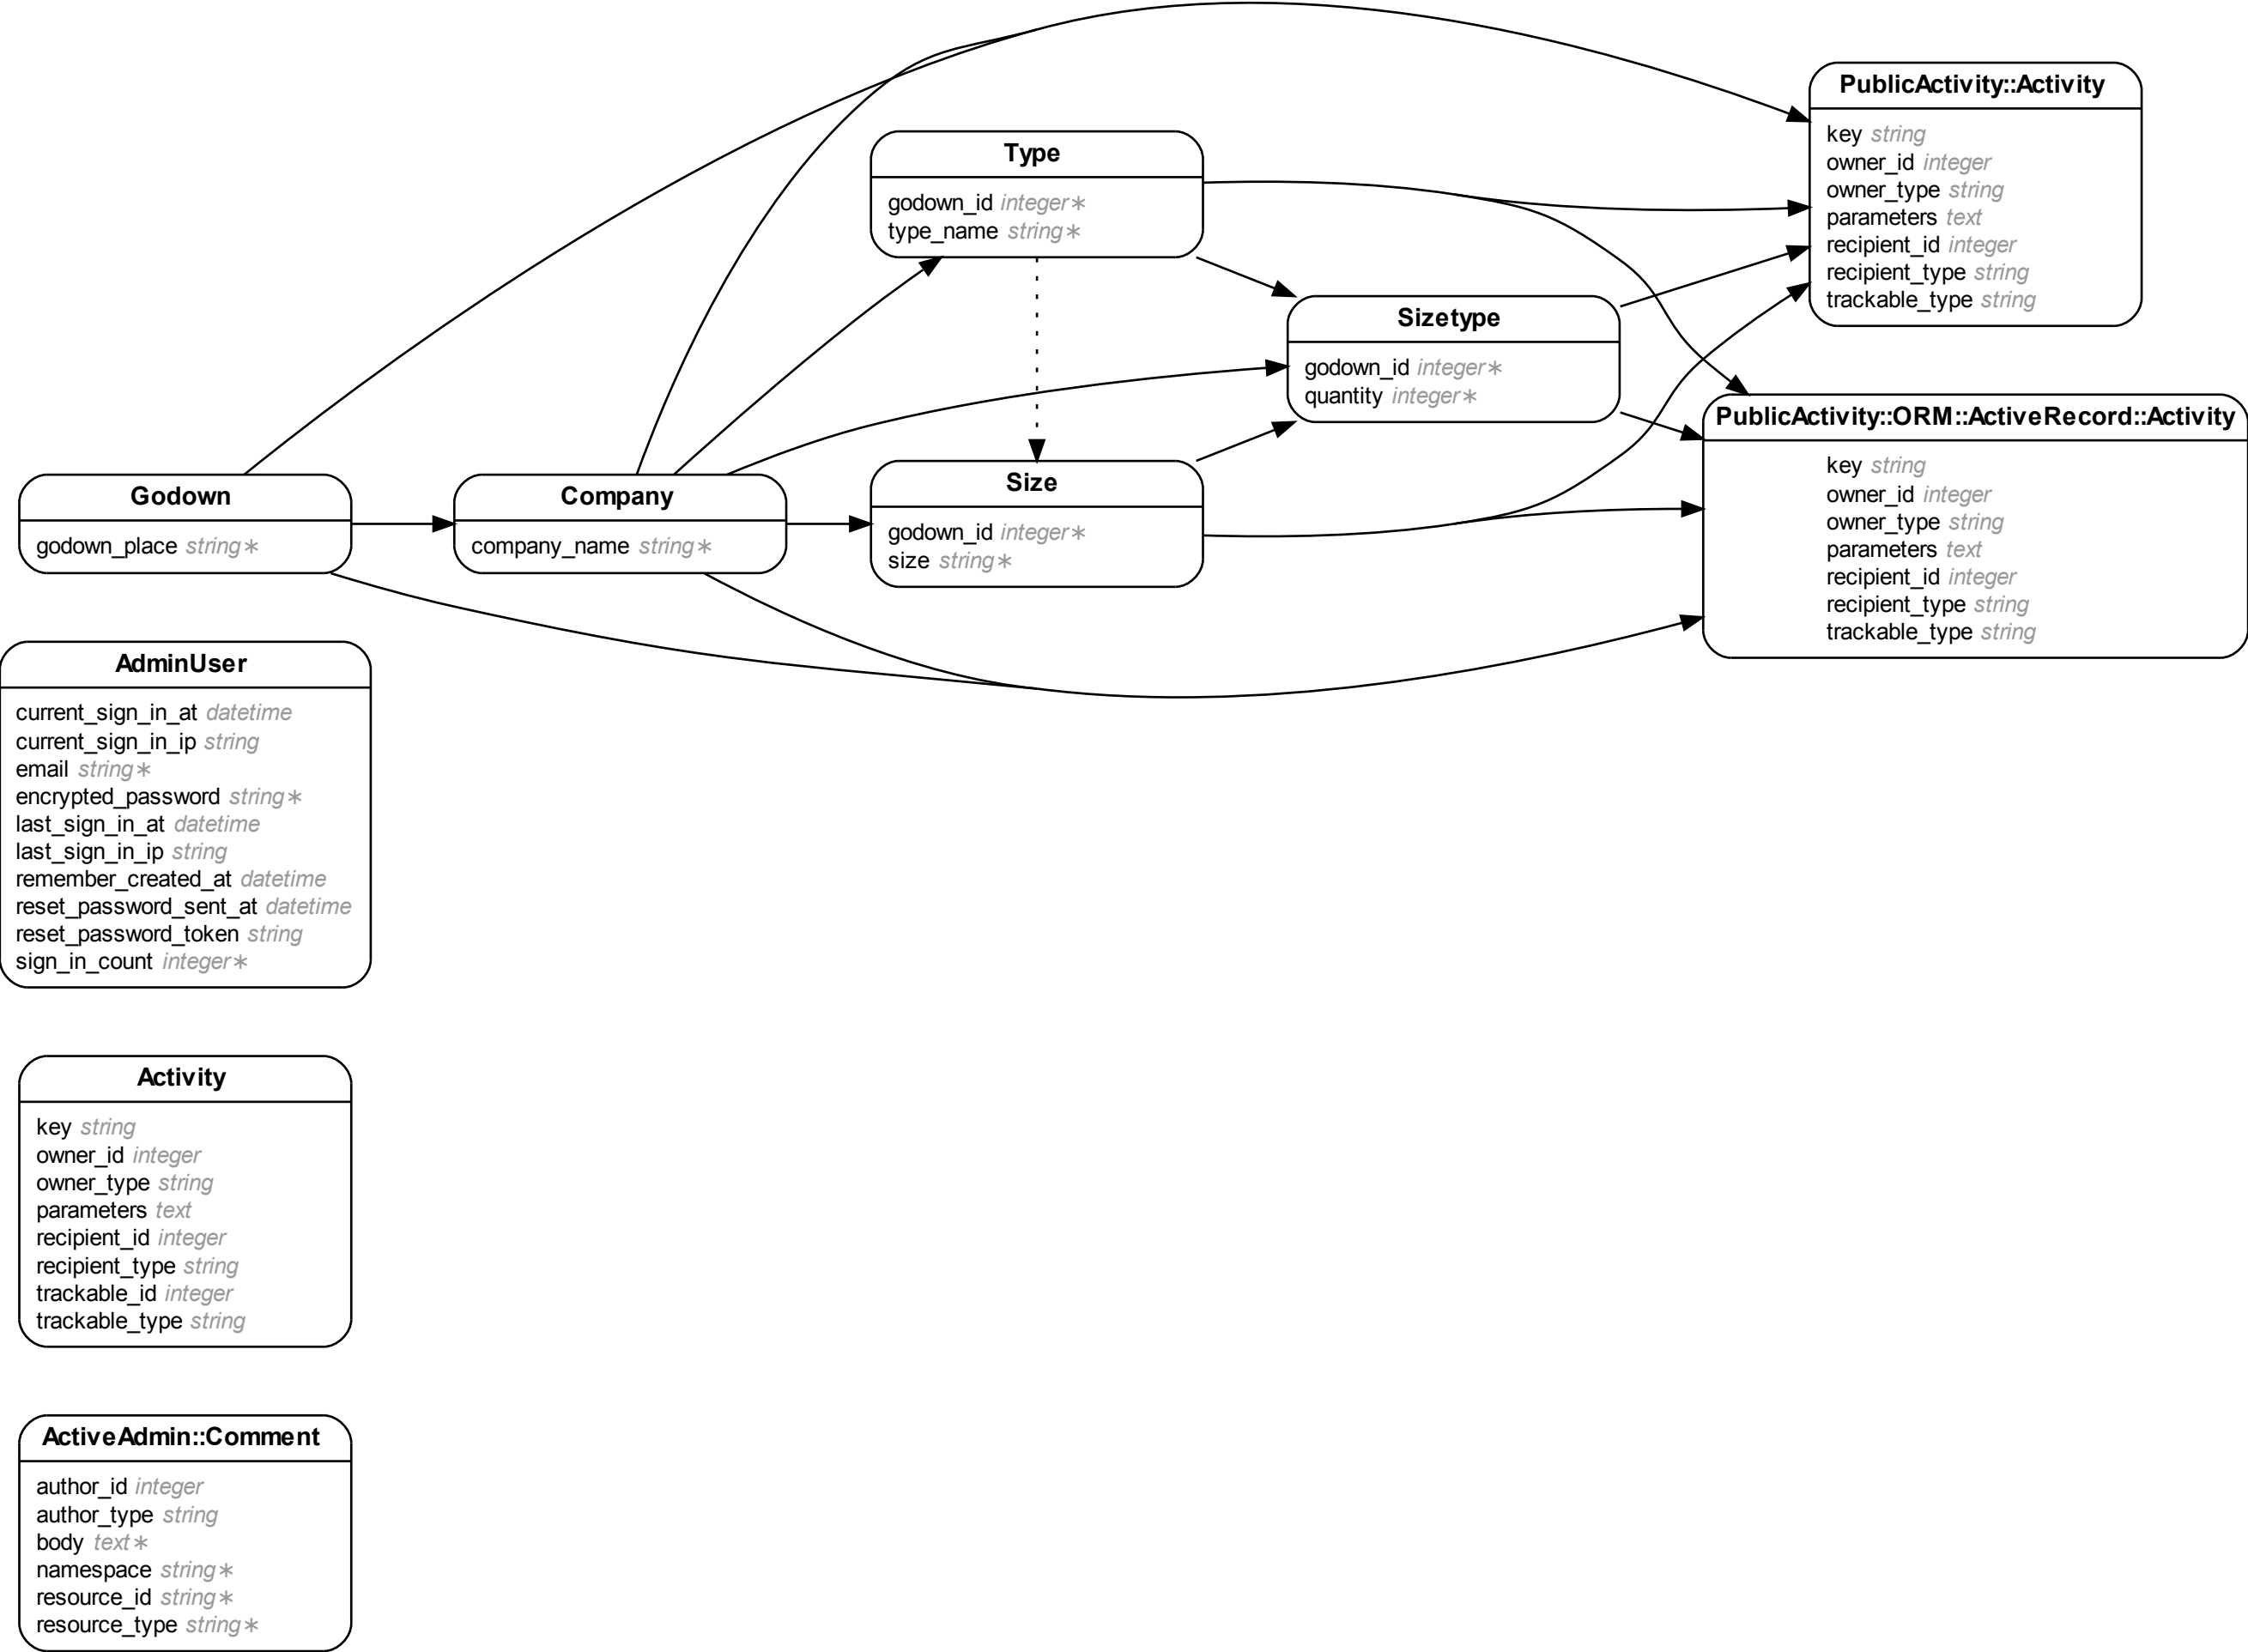 PublicActivity::Activity
key string
owner_id integer
owner_type string
parameters text
recipient_id integer
recipient_type string
trackable_type string
Type
godown_id integer∗
type_name string∗
Sizetype
godown_id integer∗
quantity integer∗
PublicActivity::ORM::ActiveRecord::Activity
key string
owner_id integer
owner_type string
parameters text
recipient_id integer
recipient_type string
trackable_type string
Godown
godown_place string∗
Company
company_name string∗
Size
godown_id integer∗
size string∗
AdminUser
current_sign_in_at datetime
current_sign_in_ip string
email string∗
encrypted_password string∗
last_sign_in_at datetime
last_sign_in_ip string
remember_created_at datetime
reset_password_sent_at datetime
reset_password_token string
sign_in_count integer∗
Activity
key string
owner_id integer
owner_type string
parameters text
recipient_id integer
recipient_type string
trackable_id integer
trackable_type string
ActiveAdmin::Comment
author_id integer
author_type string
body text∗
namespace string∗
resource_id string∗
resource_type string∗